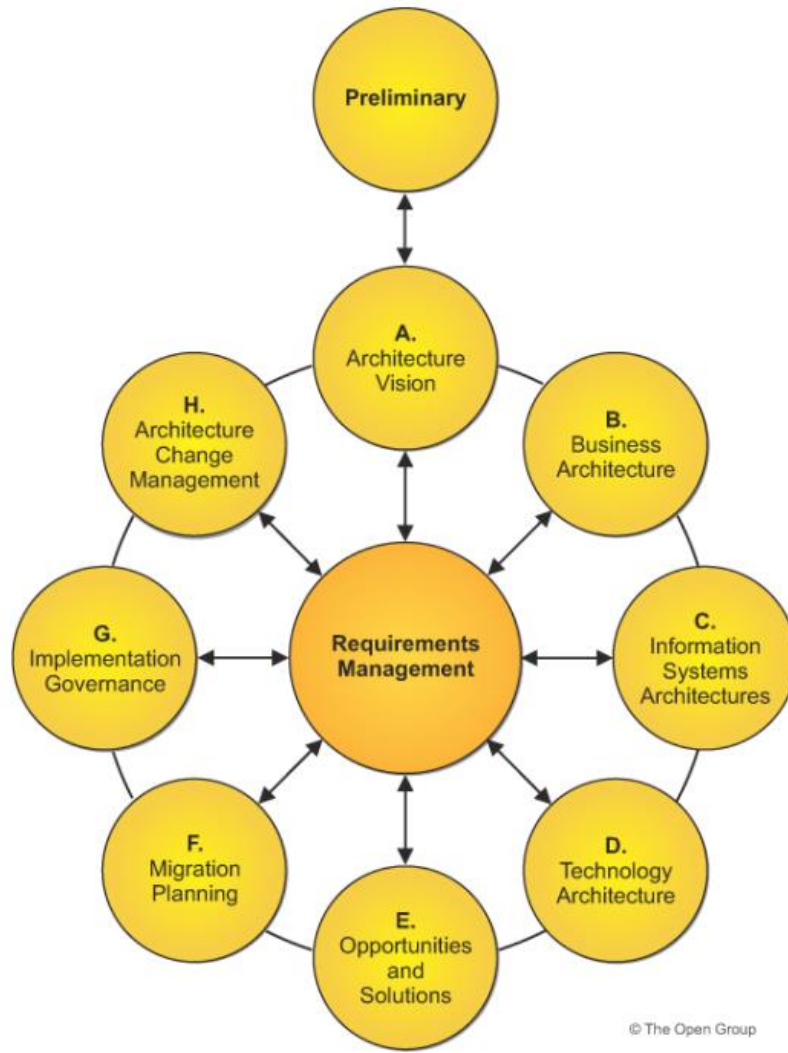 Preliminary
A.
Architecture
Vision
B.
Business
Architecture
C.
Information
Systems
Architectures
D.
Technology
Architecture
E.
Opportunities
and
Solutions
F.
Migration
Planning
G.
Implementation
Governance
H.
Architecture
Change
Management
Requirements
Management
© The Open Group